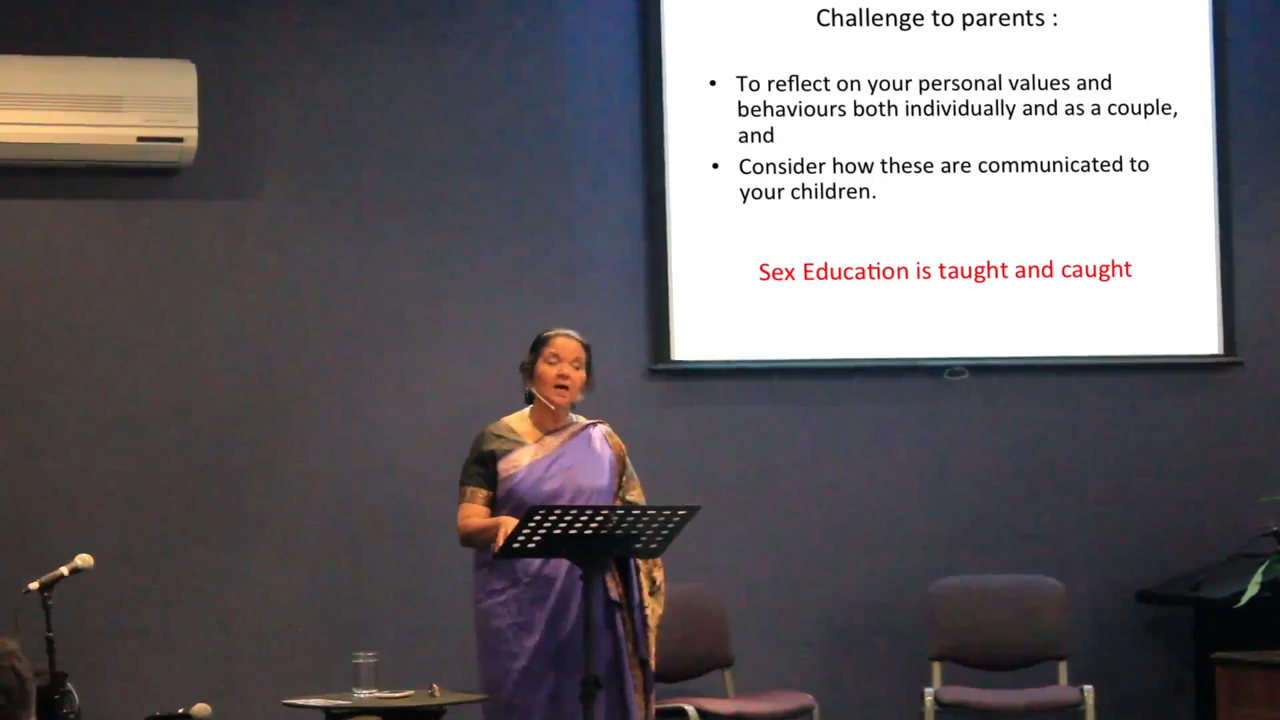 Challenge to parents :
• To reflect on your personal values and
behaviours both individually and as a couple,
and
• Consider how these are communicated to
your children.
Sex Education is taught and caught